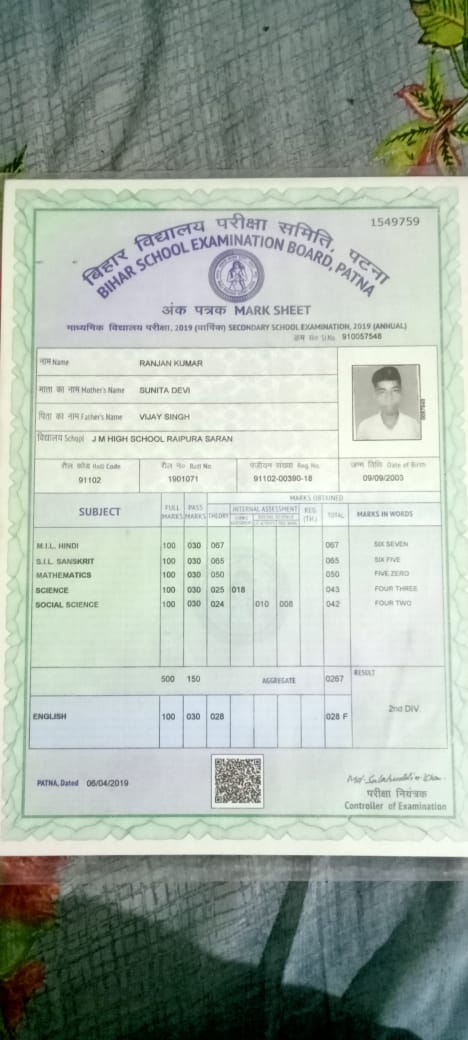 1549759
बिहार विद्यालय परीक्षा समिति, पटना
BIHAR SCHOOL EXAMINATION BOARD, PATNA
अंक पत्रक MARK SHEET
माध्यमिक विद्यालय परीक्षा, 2019 (वार्षिक) SECONDARY SCHOOL EXAMINATION, 2019 (ANNUAL)
क्रम No Sl.No. 910057548
नाम Name RANJAN KUMAR
माता का नाम Mother's Name SUNITA DEVI
पिता का नाम Father's Name VIJAY SINGH
विद्यालय School J M HIGH SCHOOL RAIPURA SARAN
रौल कोड Roll Code रौल न० Roll No पंजीयन संख्या Reg. No. जन्म तिथि Date of Birth
91102 1901071 91102-00390-18 09/09/2003
SUBJECT FULL MARKS PASS MARKS THEORY MARKS OBTAINED INTERNAL ASSESSMENT REG (TH.) TOTAL MARKS IN WORDS
M.I.L. HINDI 100 030 067 067 SIX SEVEN
S.I.L. SANSKRIT 100 030 065 065 SIX FIVE
MATHEMATICS 100 030 050 050 FIVE ZERO
SCIENCE 100 030 025 018 043 FOUR THREE
SOCIAL SCIENCE 100 030 024 010 008 042 FOUR TWO
500 150 AGGREGATE 0267 RESULT
2nd DIV.
ENGLISH 100 030 028 028 F
PATNA, Dated 06/04/2019
परीक्षा नियंत्रक
Controller of Examination